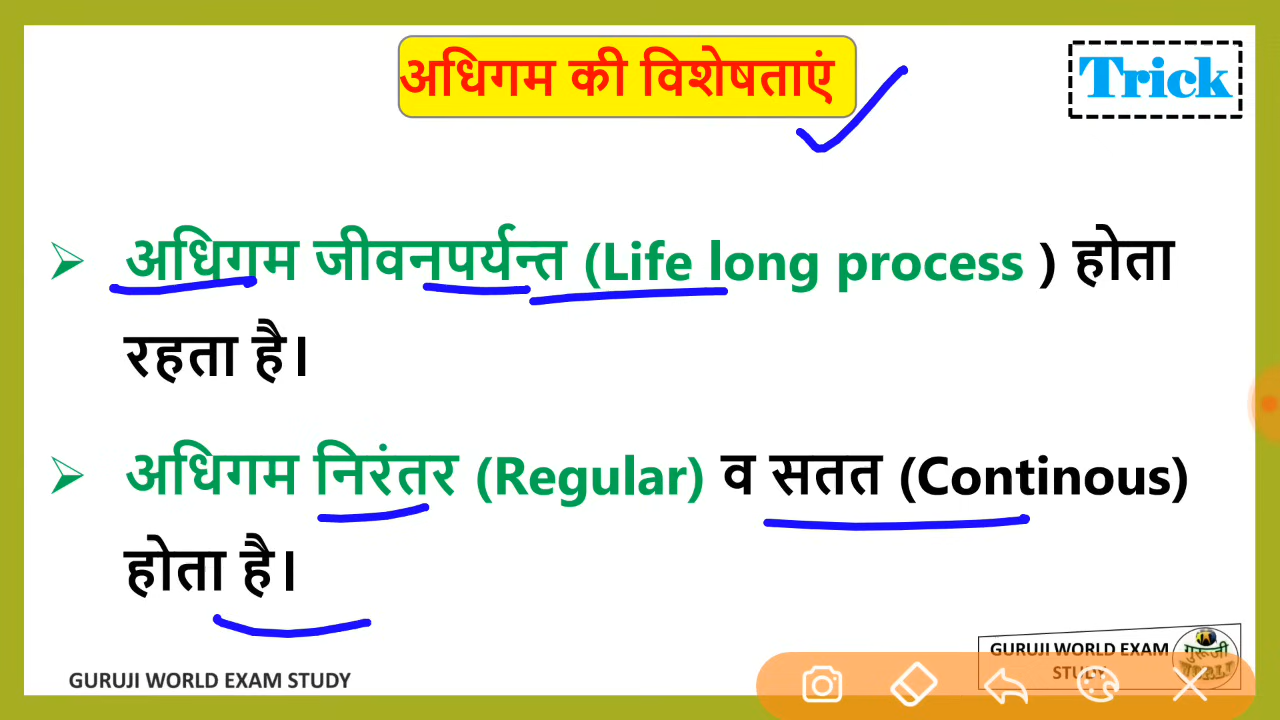 अधिगम की विशेषताएं
Trick
अधिगम जीवनपर्यन्त (Life long process ) होता
रहता है।
अधिगम निरंतर (Regular) व सतत (Continous)
होता है।
GURUJI WORLD EXAM
STUDY
गुरूजी
WORLD
GURUJI WORLD EXAM STUDY